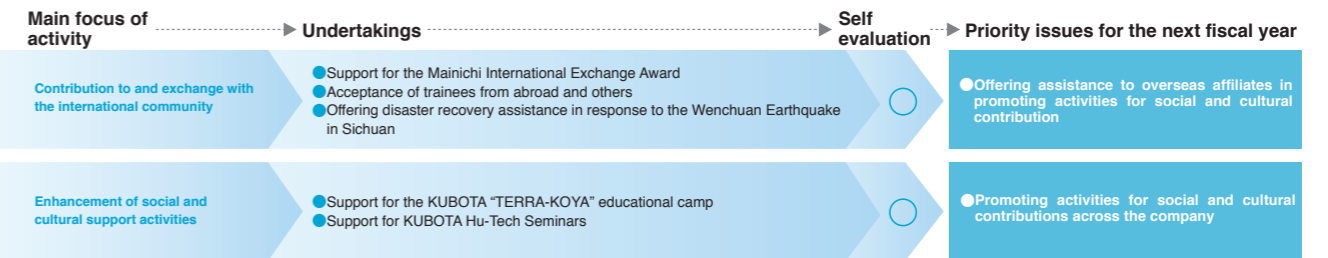 Main focus of
activity
Undertakings
Self
evaluation
Priority issues for the next fiscal year
Contribution to and exchange with
the international community
●Support for the Mainichi International Exchange Award
●Acceptance of trainees from abroad and others
●Offering disaster recovery assistance in response to the Wenchuan Earthquake
in Sichuan
○
●Offering assistance to overseas affiliates in
promoting activities for social and cultural
contribution
Enhancement of social and
cultural support activities
●Support for the KUBOTA “TERRA-KOYA” educational camp
●Support for KUBOTA Hu-Tech Seminars
○
●Promoting activities for social and cultural
contributions across the company